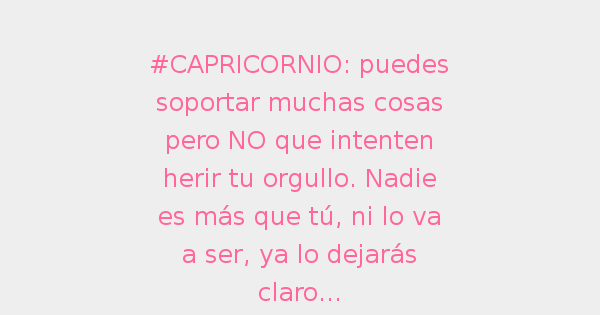 #CAPRICORNIO: puedes
soportar muchas cosas
pero NO que intenten
herir tu orgullo. Nadie
es más que tú, ni lo va
a ser, ya lo dejarás
claro...